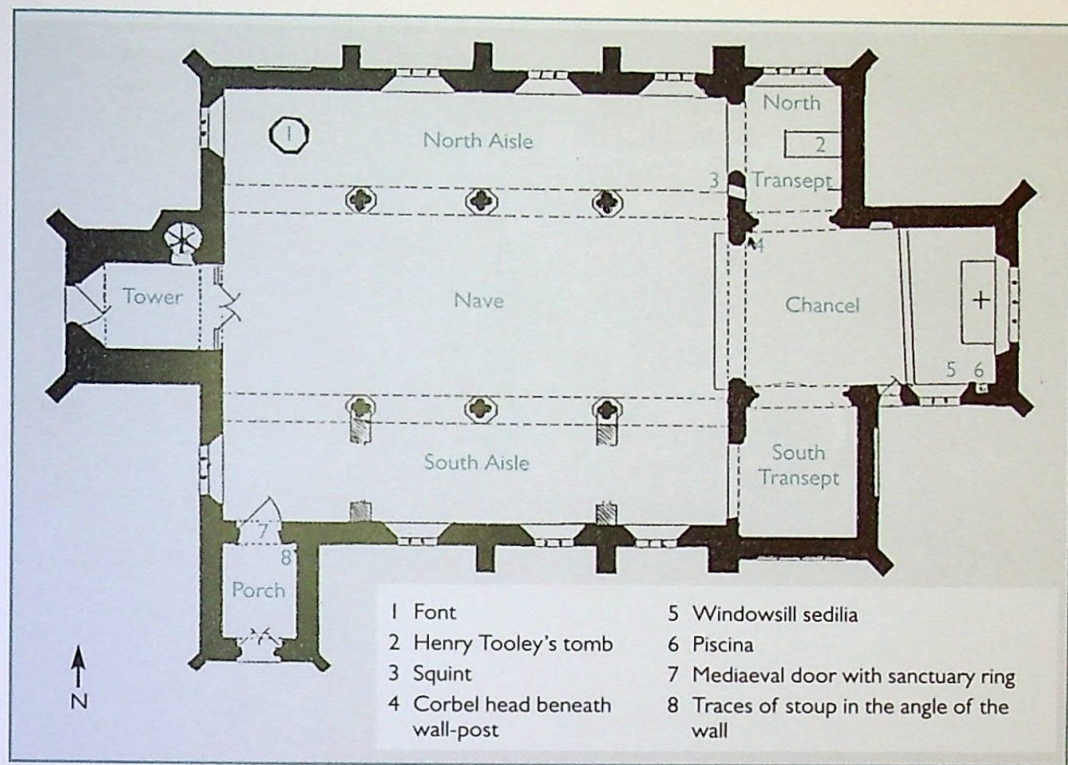 North
1
North Aisle
2
3
Transept
4
Tower
Nave
Chancel
5 6
South Aisle
South
Transept
7
8
Porch
N
1 Font
2 Henry Tooley's tomb
3 Squint
4 Corbel head beneath
wall-post
5 Windowsill sedilia
6 Piscina
7 Mediaeval door with sanctuary ring
8 Traces of stoup in the angle of the
wall